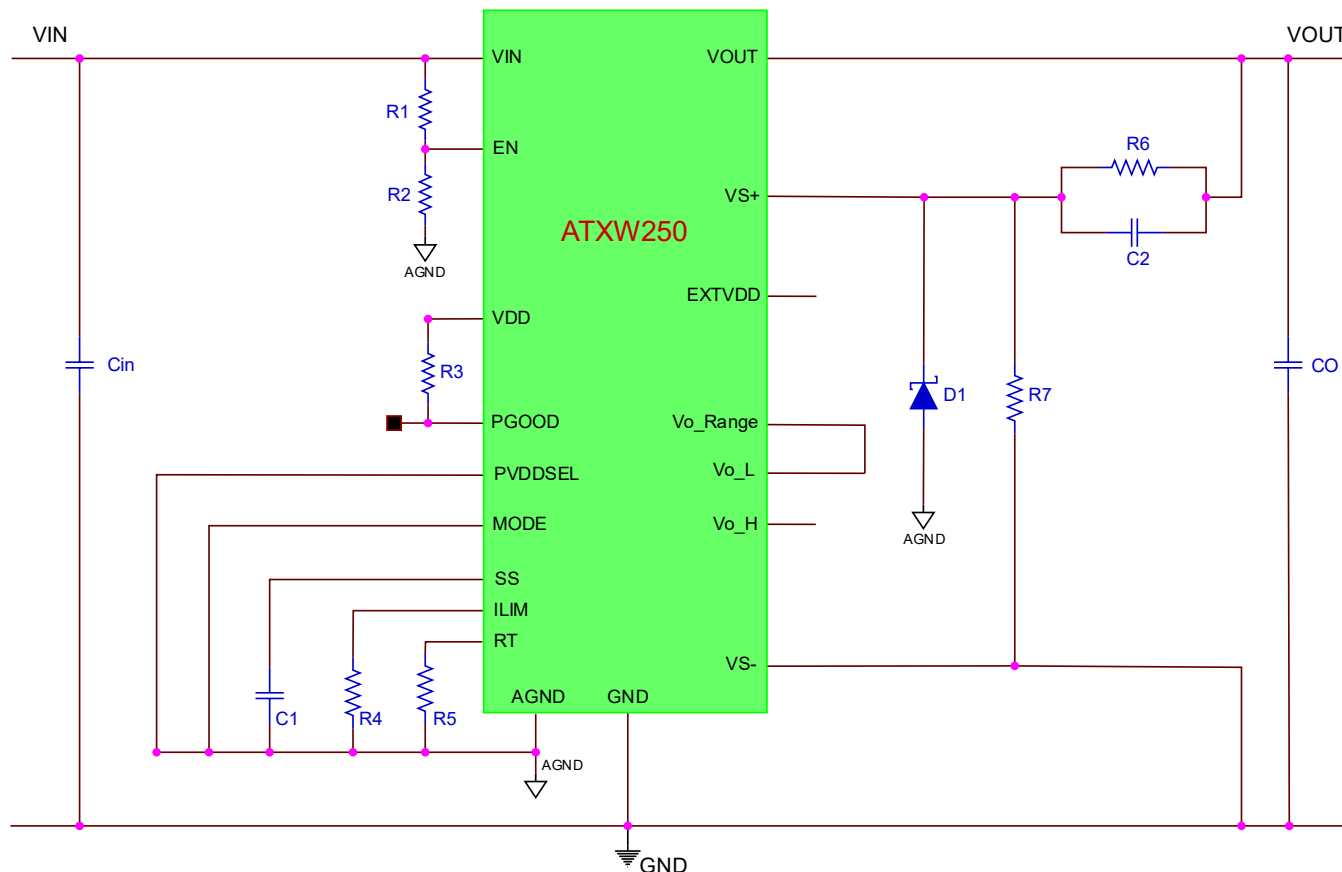 VIN
VOUT
VIN
VOUT
R1
R6
EN
R2
VS+
ATXW250
C2
AGND
EXTVDD
VDD
Cin
R3
CO
D1
R7
PGOOD
Vo_Range
PVDDSEL
Vo_L
MODE
Vo_H
AGND
SS
ILIM
RT
VS-
AGND
GND
C1
R4
R5
AGND
GND